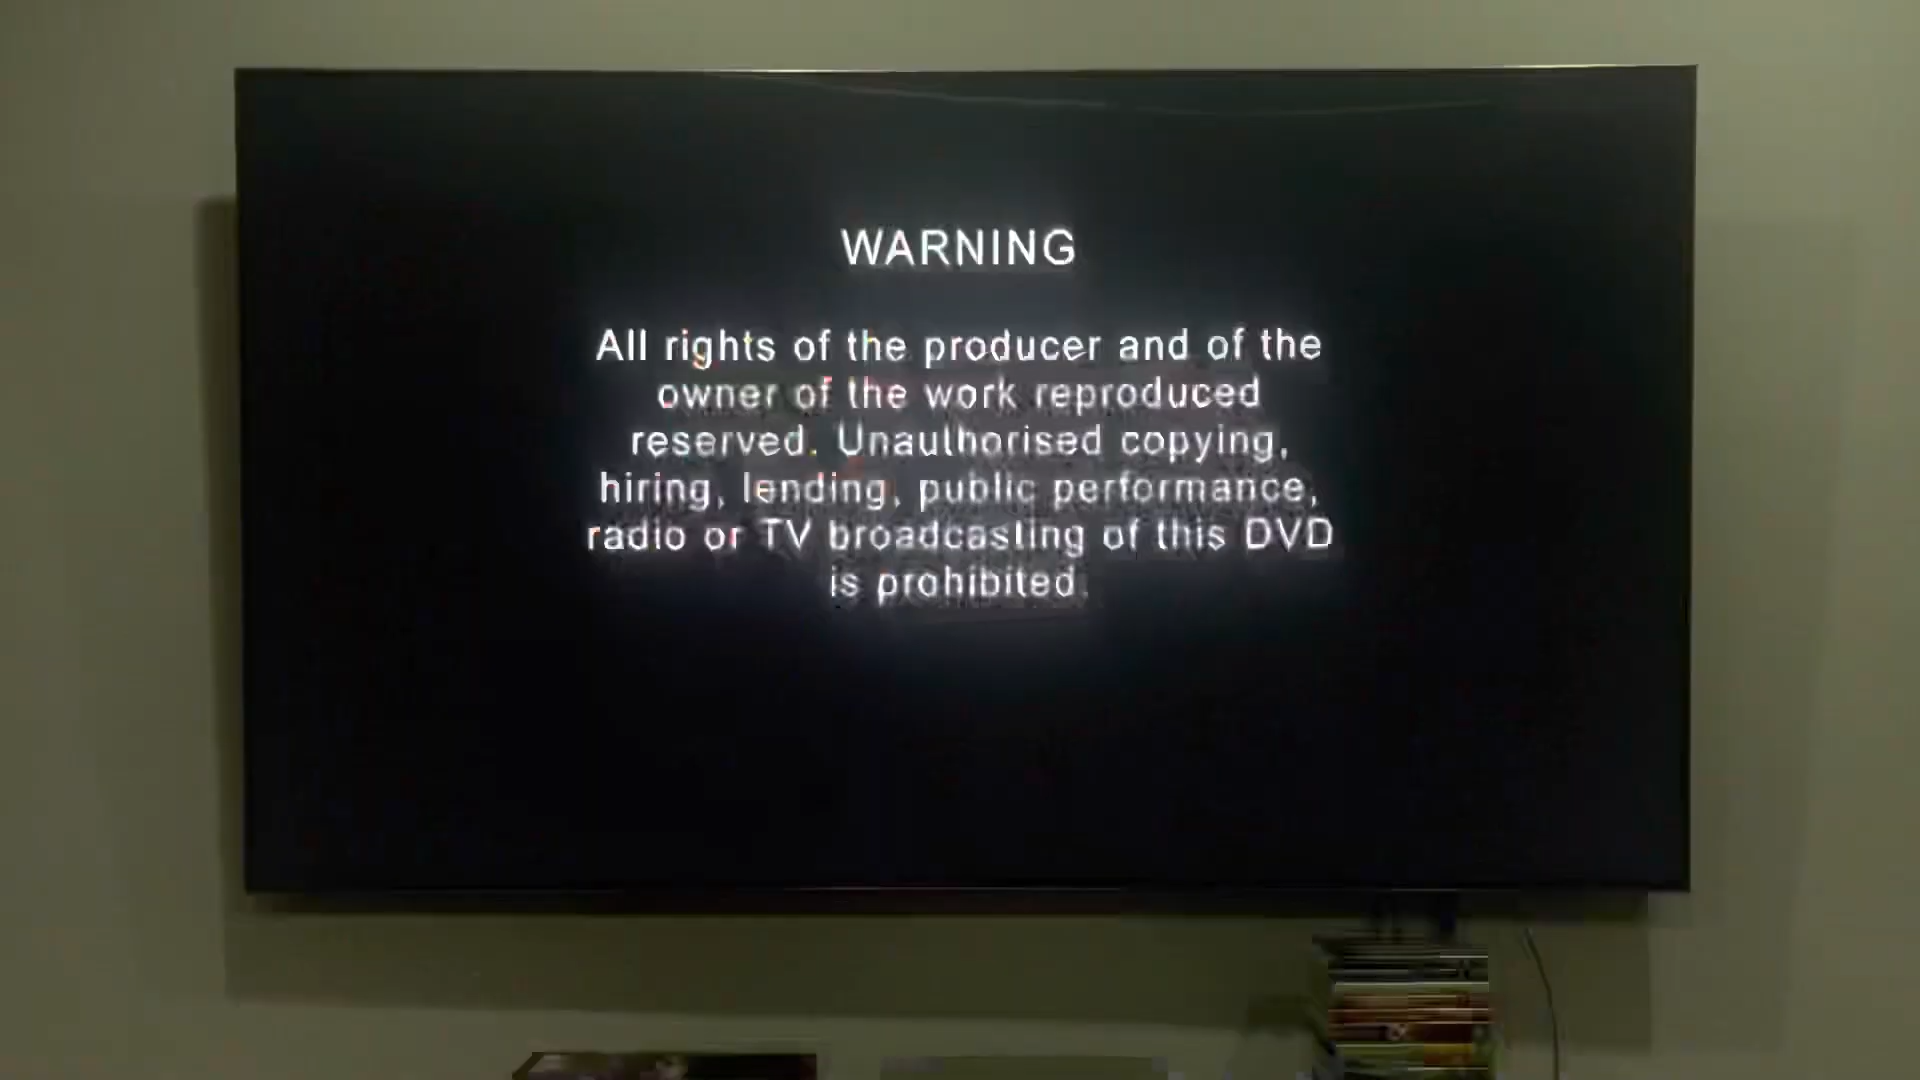 WARNING
All rights of the producer and of the
owner of the work reproduced
reserved. Unauthorised copying,
hiring, lending, public performance,
radio or TV broadcasting of this DVD
is prohibited.